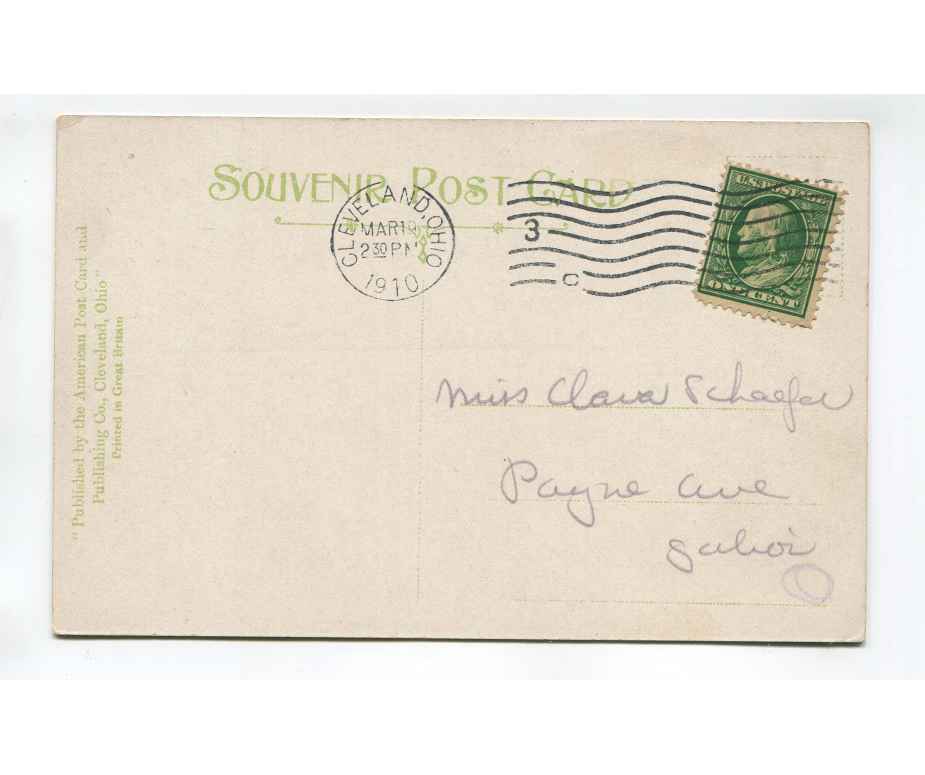 SOUVENIR POST CARD
CLEVELAND, OHIO
MAR 19
2 30 PM
1910
3
C
U.S. POSTAGE
ONE CENT
"Published by the American Post Card and
Publishing Co., Cleveland, Ohio"
Printed in Great Britain
Miss Clara Schaefer
Payne Ave
O